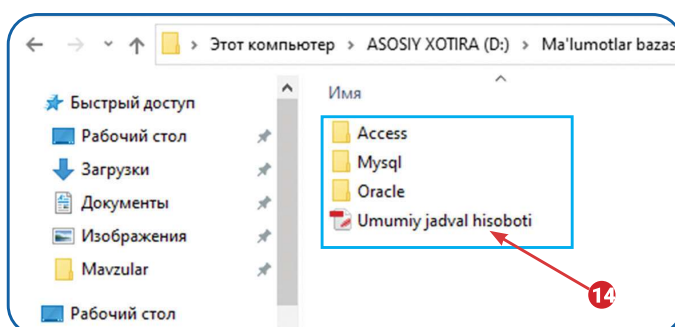 Этот компьютер > ASOSIY XOTIRA (D:) > Ma'lumotlar bazas
Быстрый доступ
Рабочий стол
Загрузки
Документы
Изображения
Mavzular
Рабочий стол
Имя
Access
Mysql
Oracle
Umumiy jadval hisoboti
14